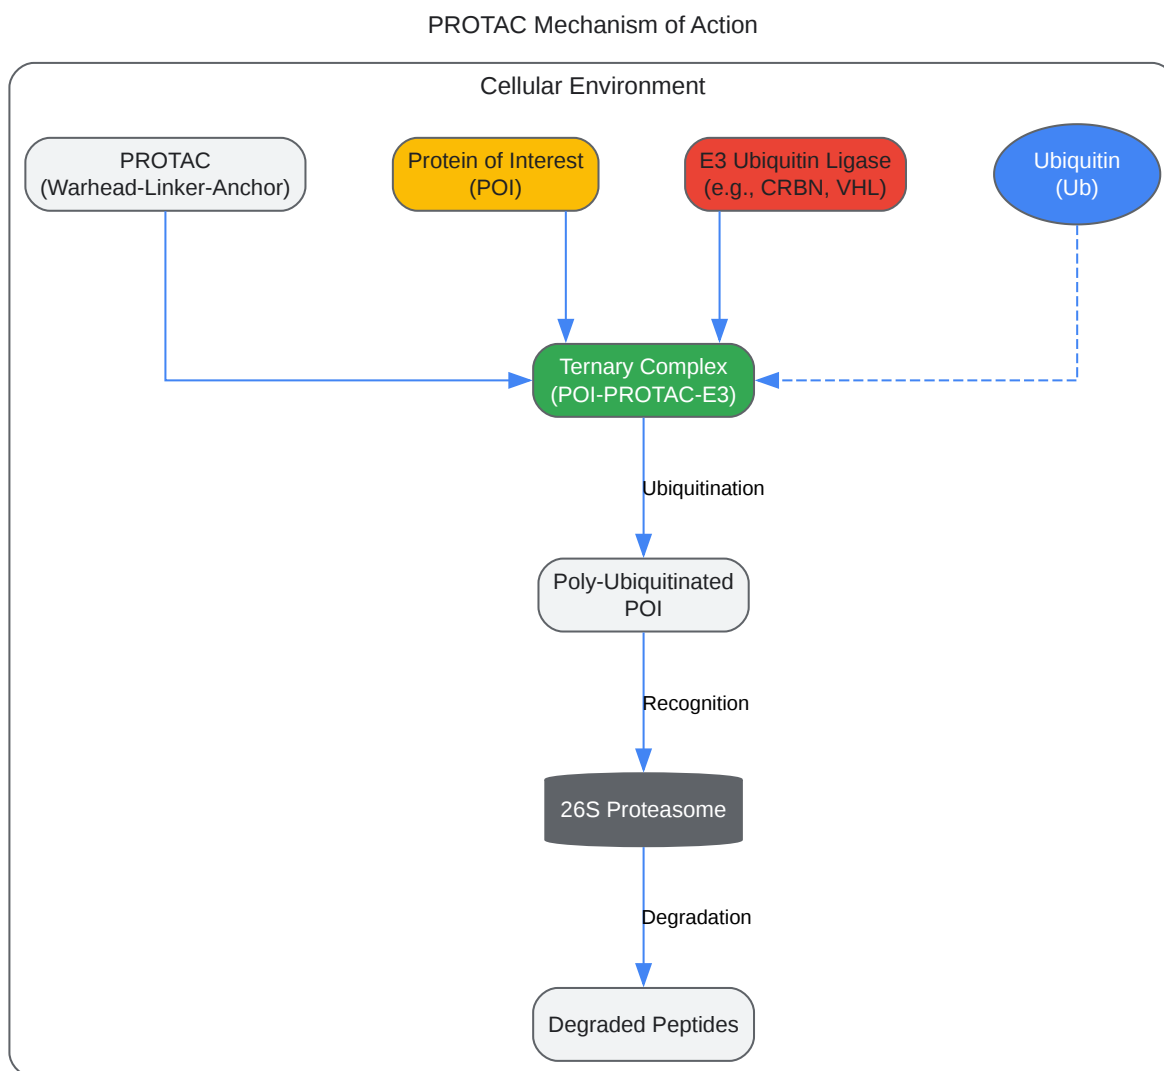 PROTAC Mechanism of Action
Cellular Environment
PROTAC
(Warhead-Linker-Anchor)
Protein of Interest
(POI)
E3 Ubiquitin Ligase
(e.g., CRBN, VHL)
Ubiquitin
(Ub)
Ternary Complex
(POI-PROTAC-E3)
Ubiquitination
Poly-Ubiquitinated
POI
Recognition
26S Proteasome
Degradation
Degraded Peptides